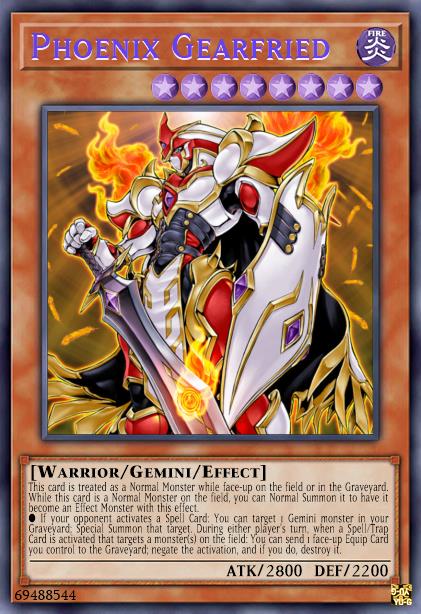 Phoenix Gearfried
FIRE
炎
[Warrior/Gemini/Effect]
This card is treated as a Normal Monster while face-up on the field or in the Graveyard.
While this card is a Normal Monster on the field, you can Normal Summon it to have it
become an Effect Monster with this effect.
● If your opponent activates a Spell Card: You can target 1 Gemini monster in your
Graveyard; Special Summon that target. During either player's turn, when a Spell/Trap
Card is activated that targets a monster(s) on the field: You can send 1 face-up Equip Card
you control to the Graveyard; negate the activation, and if you do, destroy it.
ATK/2800 DEF/2200
69488544